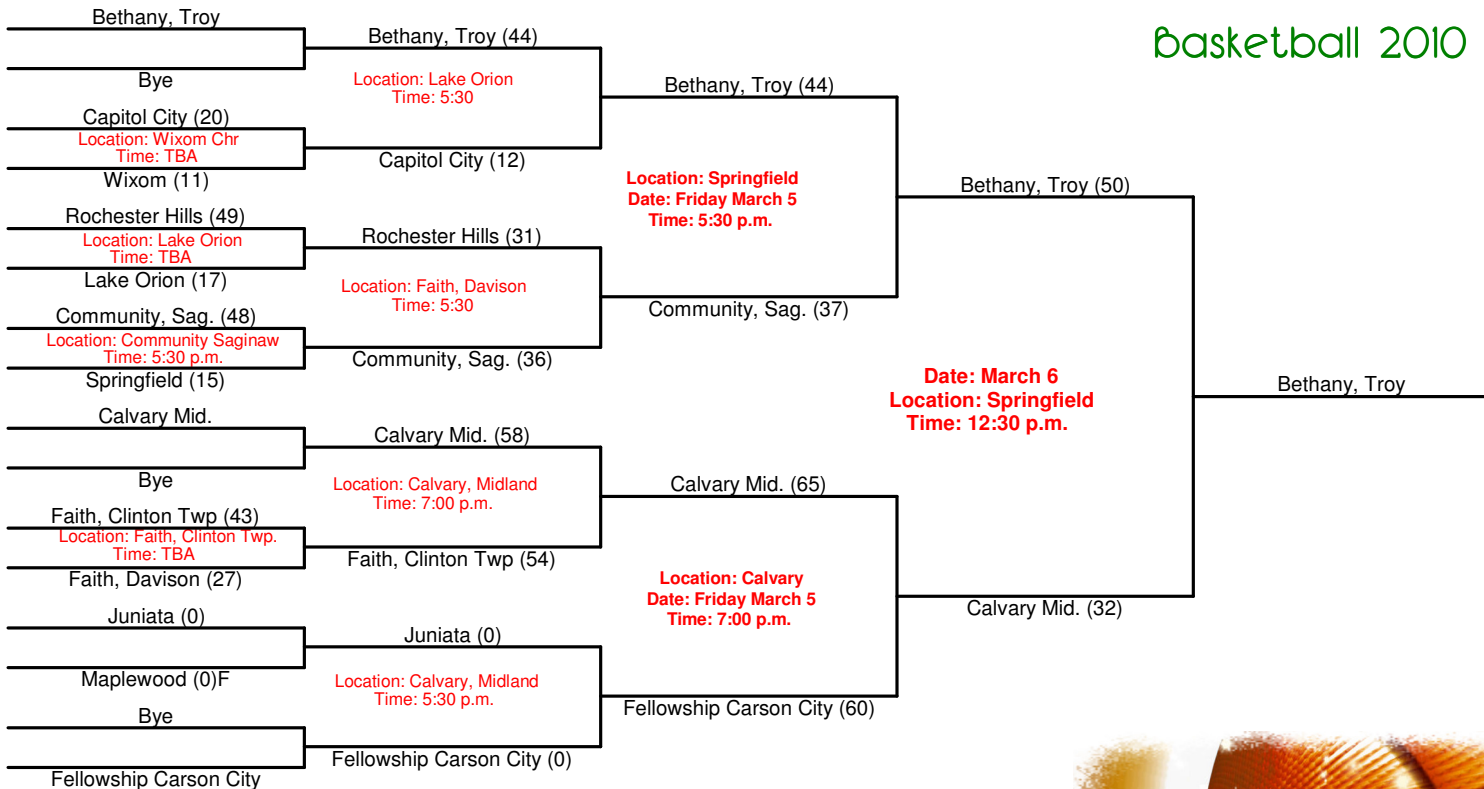 Basketball 2010
Bethany, Troy
Bye
Capitol City (20)
Location: Wixom Chr
Time: TBA
Wixom (11)
Rochester Hills (49)
Location: Lake Orion
Time: TBA
Lake Orion (17)
Community, Sag. (48)
Location: Community Saginaw
Time: 5:30 p.m.
Springfield (15)
Calvary Mid.
Bye
Faith, Clinton Twp (43)
Location: Faith, Clinton Twp.
Time: TBA
Faith, Davison (27)
Juniata (0)
Maplewood (0)F
Bye
Fellowship Carson City
Bethany, Troy (44)
Location: Lake Orion
Time: 5:30
Capitol City (12)
Rochester Hills (31)
Location: Faith, Davison
Time: 5:30
Community, Sag. (36)
Calvary Mid. (58)
Location: Calvary, Midland
Time: 7:00 p.m.
Faith, Clinton Twp (54)
Juniata (0)
Location: Calvary, Midland
Time: 5:30 p.m.
Fellowship Carson City (0)
Bethany, Troy (44)
Location: Springfield
Date: Friday March 5
Time: 5:30 p.m.
Community, Sag. (37)
Calvary Mid. (65)
Location: Calvary
Date: Friday March 5
Time: 7:00 p.m.
Fellowship Carson City (60)
Bethany, Troy (50)
Date: March 6
Location: Springfield
Time: 12:30 p.m.
Calvary Mid. (32)
Bethany, Troy